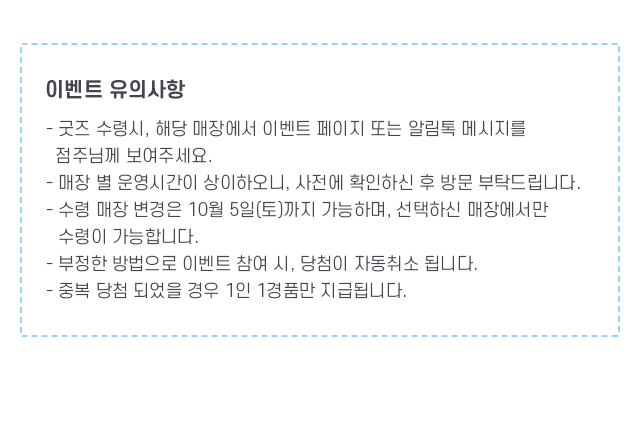 이벤트 유의사항
- 굿즈 수령시, 해당 매장에서 이벤트 페이지 또는 알림톡 메시지를
점주님께 보여주세요.
- 매장 별 운영시간이 상이하오니, 사전에 확인하신 후 방문 부탁드립니다.
- 수령 매장 변경은 10월 5일(토)까지 가능하며, 선택하신 매장에서만
수령이 가능합니다.
- 부정한 방법으로 이벤트 참여 시, 당첨이 자동취소 됩니다.
- 중복 당첨 되었을 경우 1인 1경품만 지급됩니다.